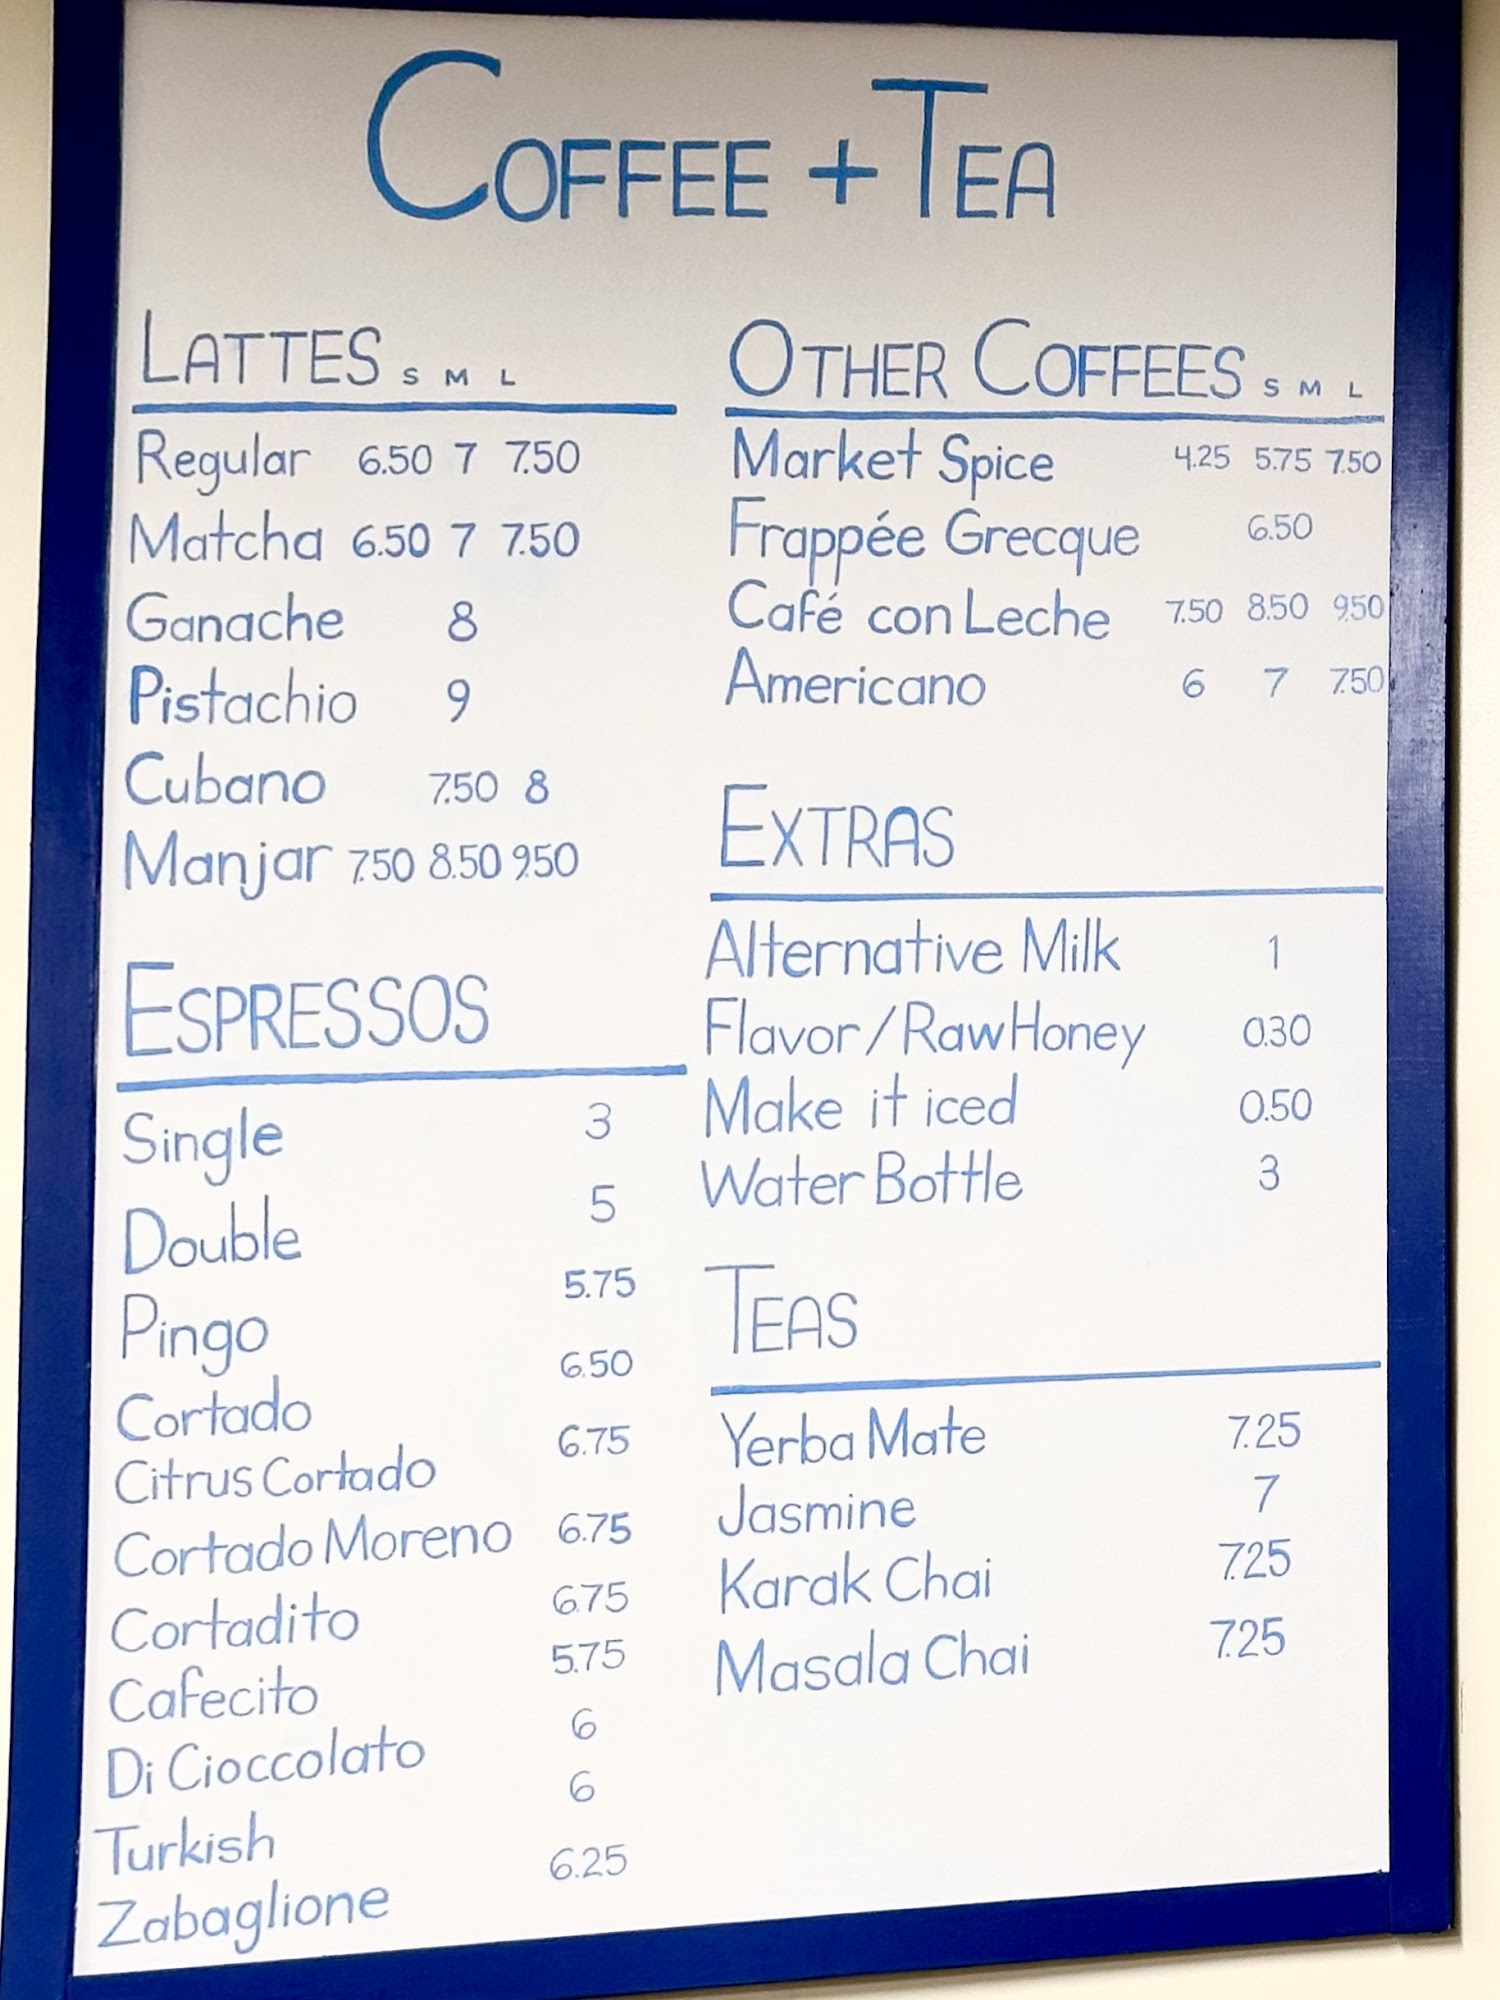 COFFEE + TEA
LATTES S M L
Regular 6.50 7 7.50
Matcha 6.50 7 7.50
Ganache 8
Pistachio 9
Cubano 7.50 8
Manjar 7.50 8.50 9.50
ESPRESSOS
Single 3
Double 5
Pingo 5.75
Cortado 6.50
Citrus Cortado 6.75
Cortado Moreno 6.75
Cortadito 6.75
Cafecito 5.75
Di Cioccolato 6
Turkish 6
Zabaglione 6.25
OTHER COFFEES S M L
Market Spice 4.25 5.75 7.50
Frappée Grecque 6.50
Café con Leche 7.50 8.50 9.50
Americano 6 7 7.50
EXTRAS
Alternative Milk 1
Flavor/Raw Honey 0.30
Make it iced 0.50
Water Bottle 3
TEAS
Yerba Mate 7.25
Jasmine 7
Karak Chai 7.25
Masala Chai 7.25